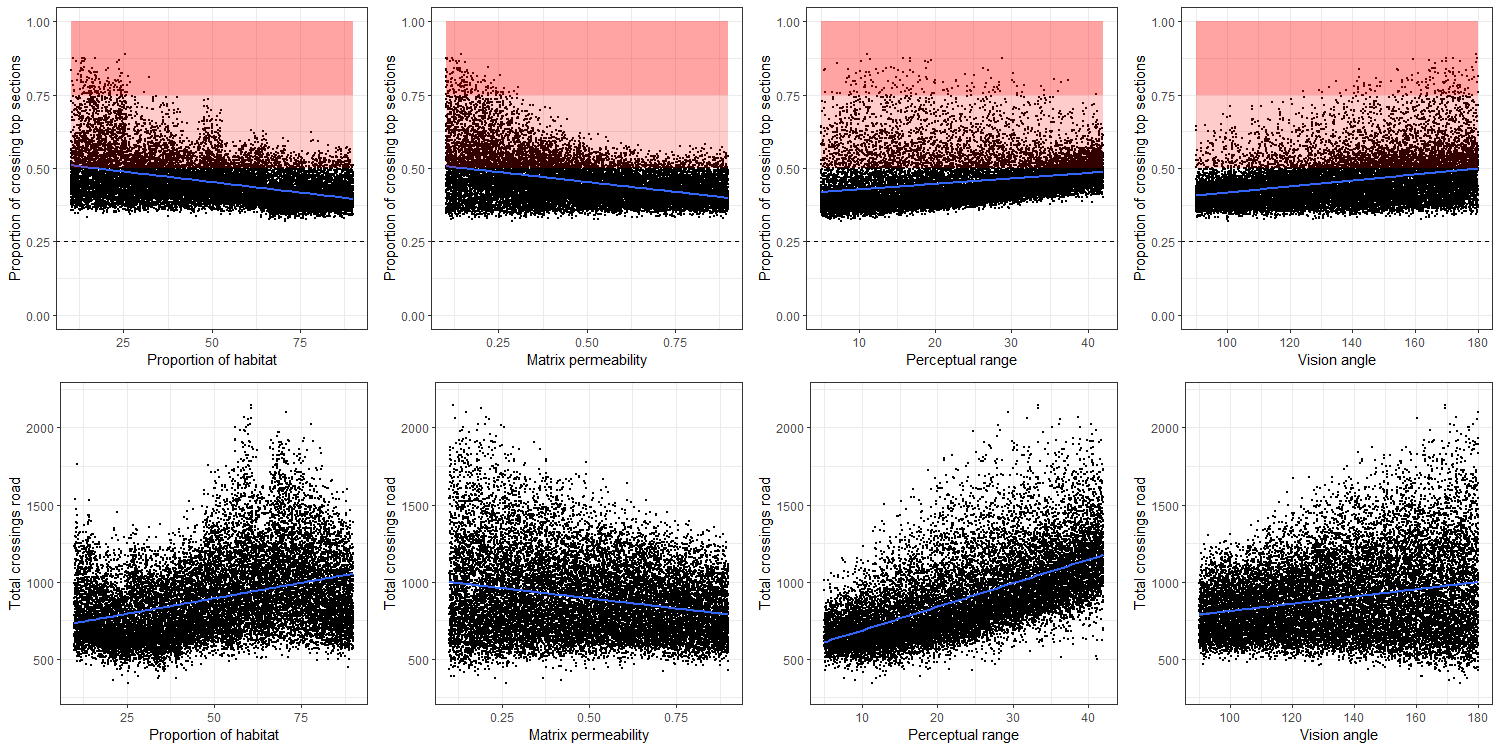 Proportion of crossing top sections
1.00
0.75
0.50
0.25
0.00
25 50 75
Proportion of habitat
Proportion of crossing top sections
1.00
0.75
0.50
0.25
0.00
0.25 0.50 0.75
Matrix permeability
Proportion of crossing top sections
1.00
0.75
0.50
0.25
0.00
10 20 30 40
Perceptual range
Proportion of crossing top sections
1.00
0.75
0.50
0.25
0.00
100 120 140 160 180
Vision angle
Total crossings road
2000
1500
1000
500
25 50 75
Proportion of habitat
Total crossings road
2000
1500
1000
500
0.25 0.50 0.75
Matrix permeability
Total crossings road
2000
1500
1000
500
10 20 30 40
Perceptual range
Total crossings road
2000
1500
1000
500
100 120 140 160 180
Vision angle